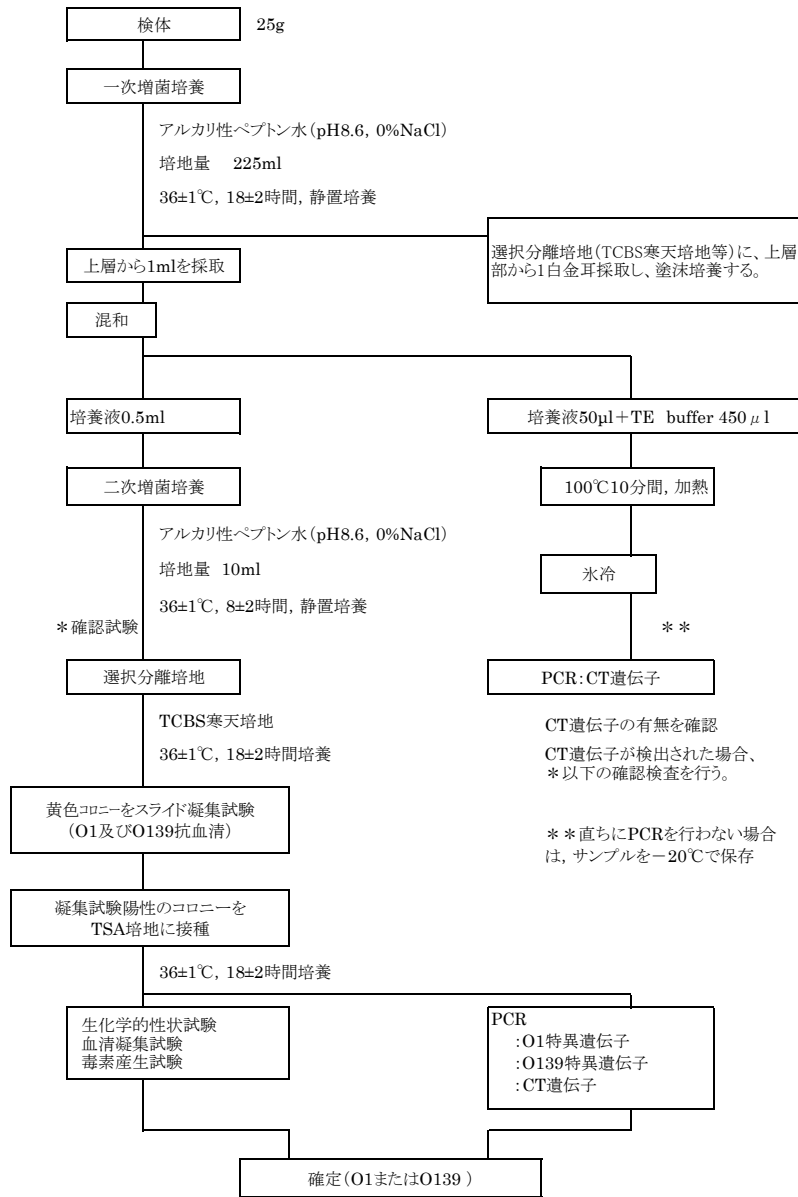 検体 25g
一次増菌培養
アルカリ性ペプトン水(pH8.6, 0%NaCl)
培地量 225ml
36±1℃, 18±2時間, 静置培養
選択分離培地(TCBS寒天培地等)に、上層
部から1白金耳採取し、塗沫培養する。
上層から1mlを採取
混和
培養液0.5ml
培養液50µl+TE buffer 450μl
二次増菌培養
100℃10分間, 加熱
アルカリ性ペプトン水(pH8.6, 0%NaCl)
培地量 10ml
36±1℃, 8±2時間, 静置培養
氷冷
*確認試験
**
選択分離培地
PCR:CT遺伝子
TCBS寒天培地
36±1℃, 18±2時間培養
CT遺伝子の有無を確認
CT遺伝子が検出された場合、
*以下の確認検査を行う。
黄色コロニーをスライド凝集試験
(O1及びO139抗血清)
**直ちにPCRを行わない場合
は, サンプルを-20℃で保存
凝集試験陽性のコロニーを
TSA培地に接種
36±1℃, 18±2時間培養
生化学的性状試験
血清凝集試験
毒素産生試験
PCR
:O1特異遺伝子
:O139特異遺伝子
:CT遺伝子
確定(O1またはO139 )